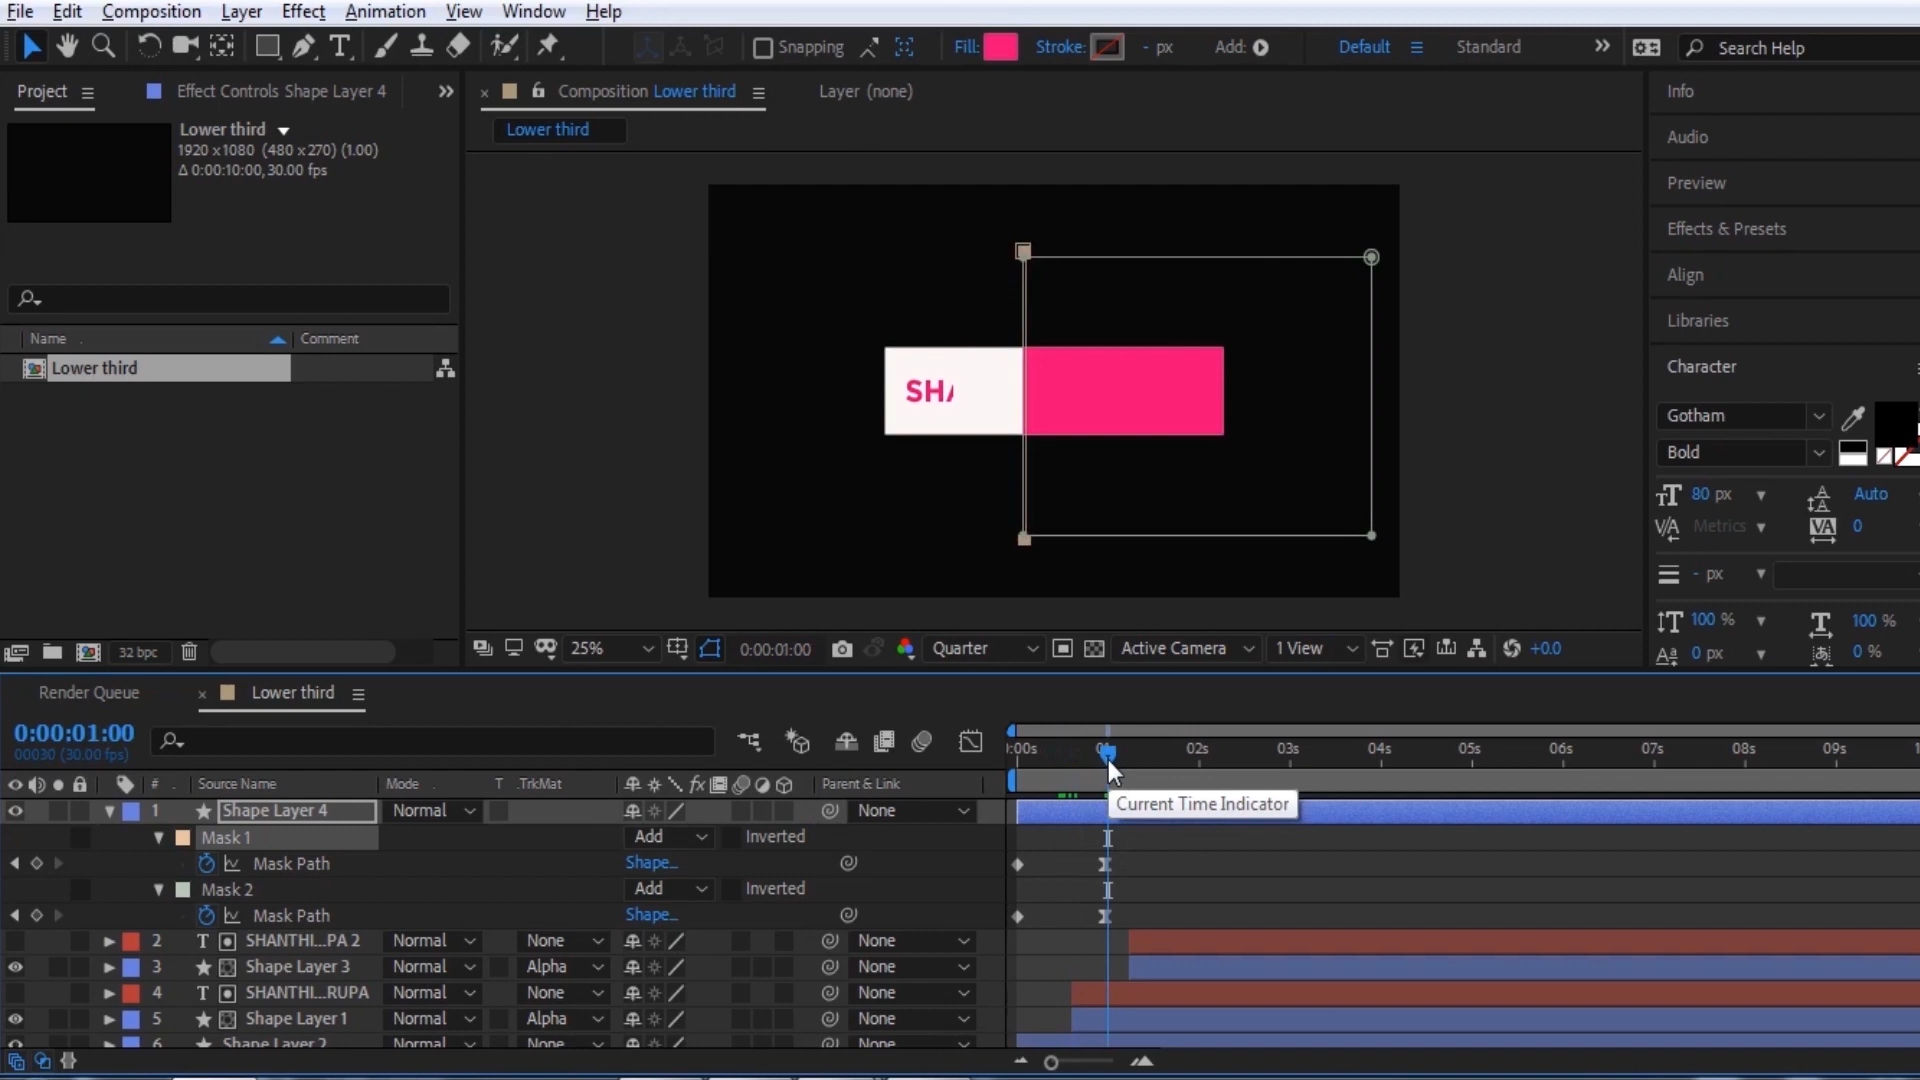 File Edit Composition Layer Effect Animation View Window Help
Snapping Fill: Stroke: - px Add: Default Standard Search Help
Project Effect Controls Shape Layer 4
Composition Lower third Layer (none)
Lower third
Lower third
1920 x1080 (480 x270) (1.00)
Δ 0:00:10:00, 30.00 fps
Name Comment
Lower third
32 bpc
SHA
25% 0:00:01:00 Quarter Active Camera 1 View +0.0
Info
Audio
Preview
Effects & Presets
Align
Libraries
Character
Gotham
Bold
80 px Auto
Metrics 0
- px
100 % 100 %
0 px 0 %
Render Queue Lower third
0:00:01:00
00030 (30.00 fps)
:00s 02s 03s 04s 05s 06s 07s 08s 09s
# Source Name Mode T .TrkMat Parent & Link
1 Shape Layer 4 Normal None
Current Time Indicator
Mask 1 Add Inverted
Mask Path Shape...
Mask 2 Add Inverted
Mask Path Shape...
2 T SHANTHI...PA 2 Normal None None
3 Shape Layer 3 Normal Alpha None
4 T SHANTHI...RUPA Normal None None
5 Shape Layer 1 Normal Alpha None
6 Shape Layer 2 Normal None None